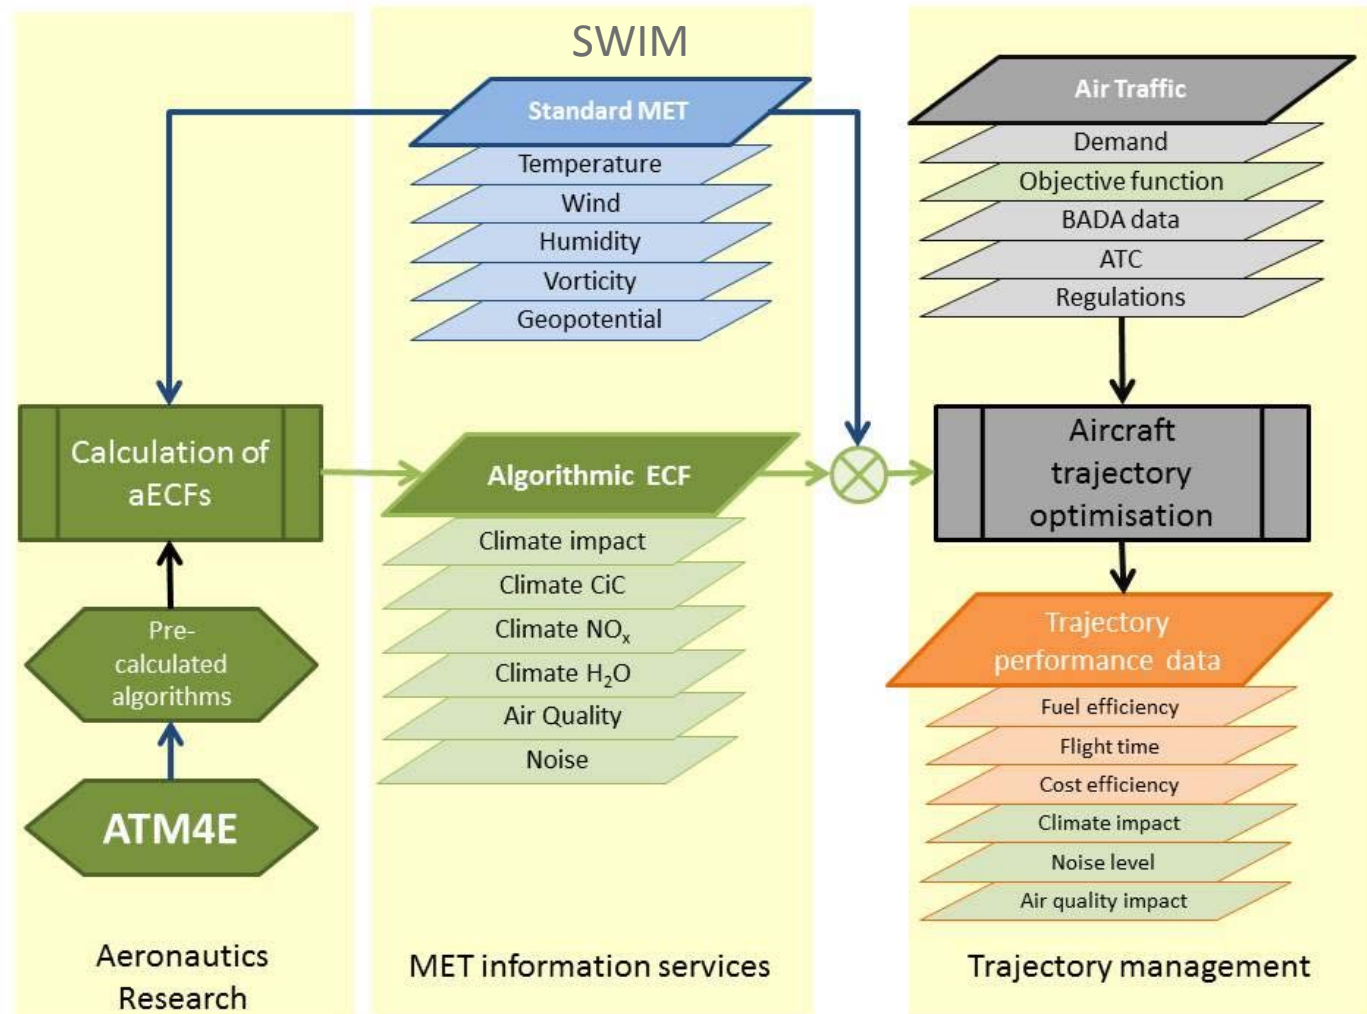 SWIM
Standard MET
Temperature
Wind
Humidity
Vorticity
Geopotential
Air Traffic
Demand
Objective function
BADA data
ATC
Regulations
Calculation of
aECFs
Pre-
calculated
algorithms
ATM4E
Algorithmic ECF
Climate impact
Climate CiC
Climate NOₓ
Climate H₂O
Air Quality
Noise
Aircraft
trajectory
optimisation
Trajectory
performance data
Fuel efficiency
Flight time
Cost efficiency
Climate impact
Noise level
Air quality impact
Aeronautics
Research
MET information services
Trajectory management